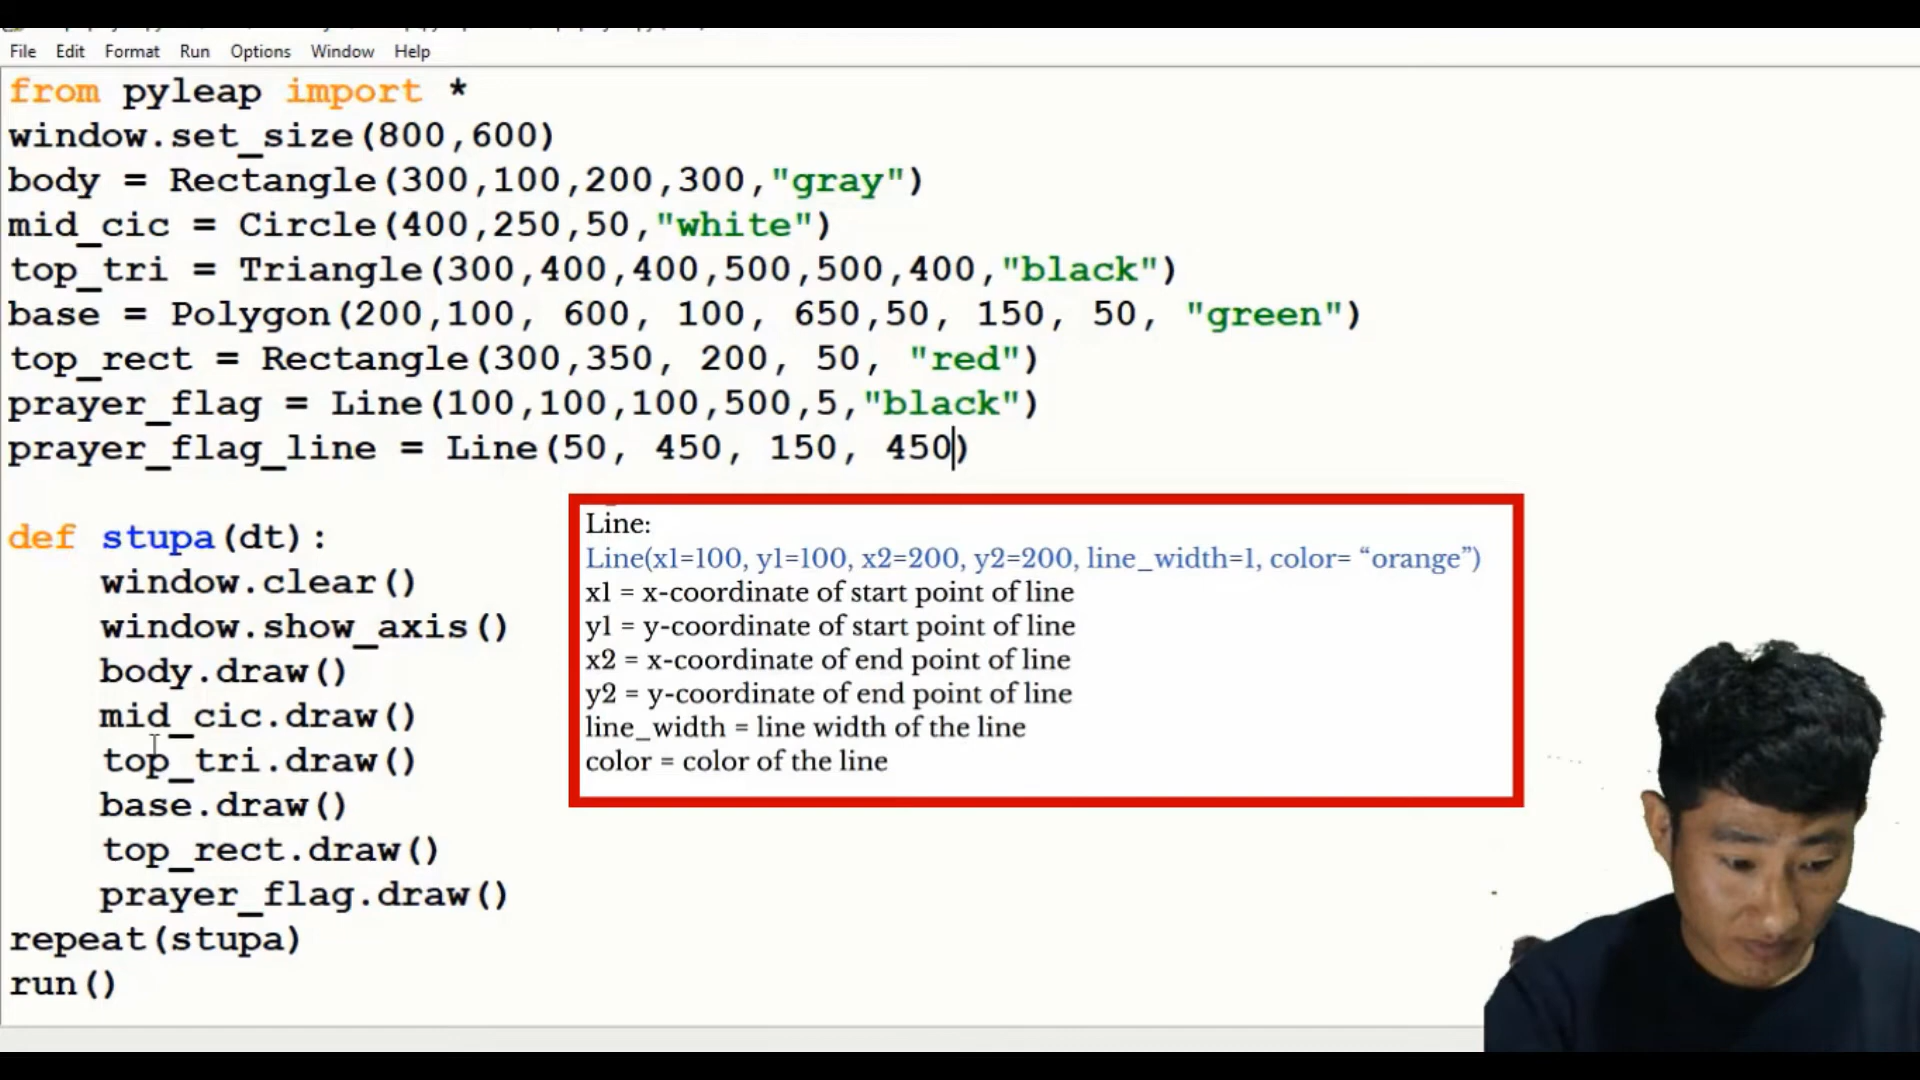 File Edit Format Run Options Window Help
from pyleap import *
window.set_size(800,600)
body = Rectangle(300,100,200,300,"gray")
mid_cic = Circle(400,250,50,"white")
top_tri = Triangle(300,400,400,500,500,400,"black")
base = Polygon(200,100, 600, 100, 650,50, 150, 50, "green")
top_rect = Rectangle(300,350, 200, 50, "red")
prayer_flag = Line(100,100,100,500,5,"black")
prayer_flag_line = Line(50, 450, 150, 450)
def stupa(dt):
window.clear()
window.show_axis()
body.draw()
mid_cic.draw()
top_tri.draw()
base.draw()
top_rect.draw()
prayer_flag.draw()
repeat(stupa)
run()
Line:
Line(x1=100, y1=100, x2=200, y2=200, line_width=1, color= “orange”)
x1 = x-coordinate of start point of line
y1 = y-coordinate of start point of line
x2 = x-coordinate of end point of line
y2 = y-coordinate of end point of line
line_width = line width of the line
color = color of the line